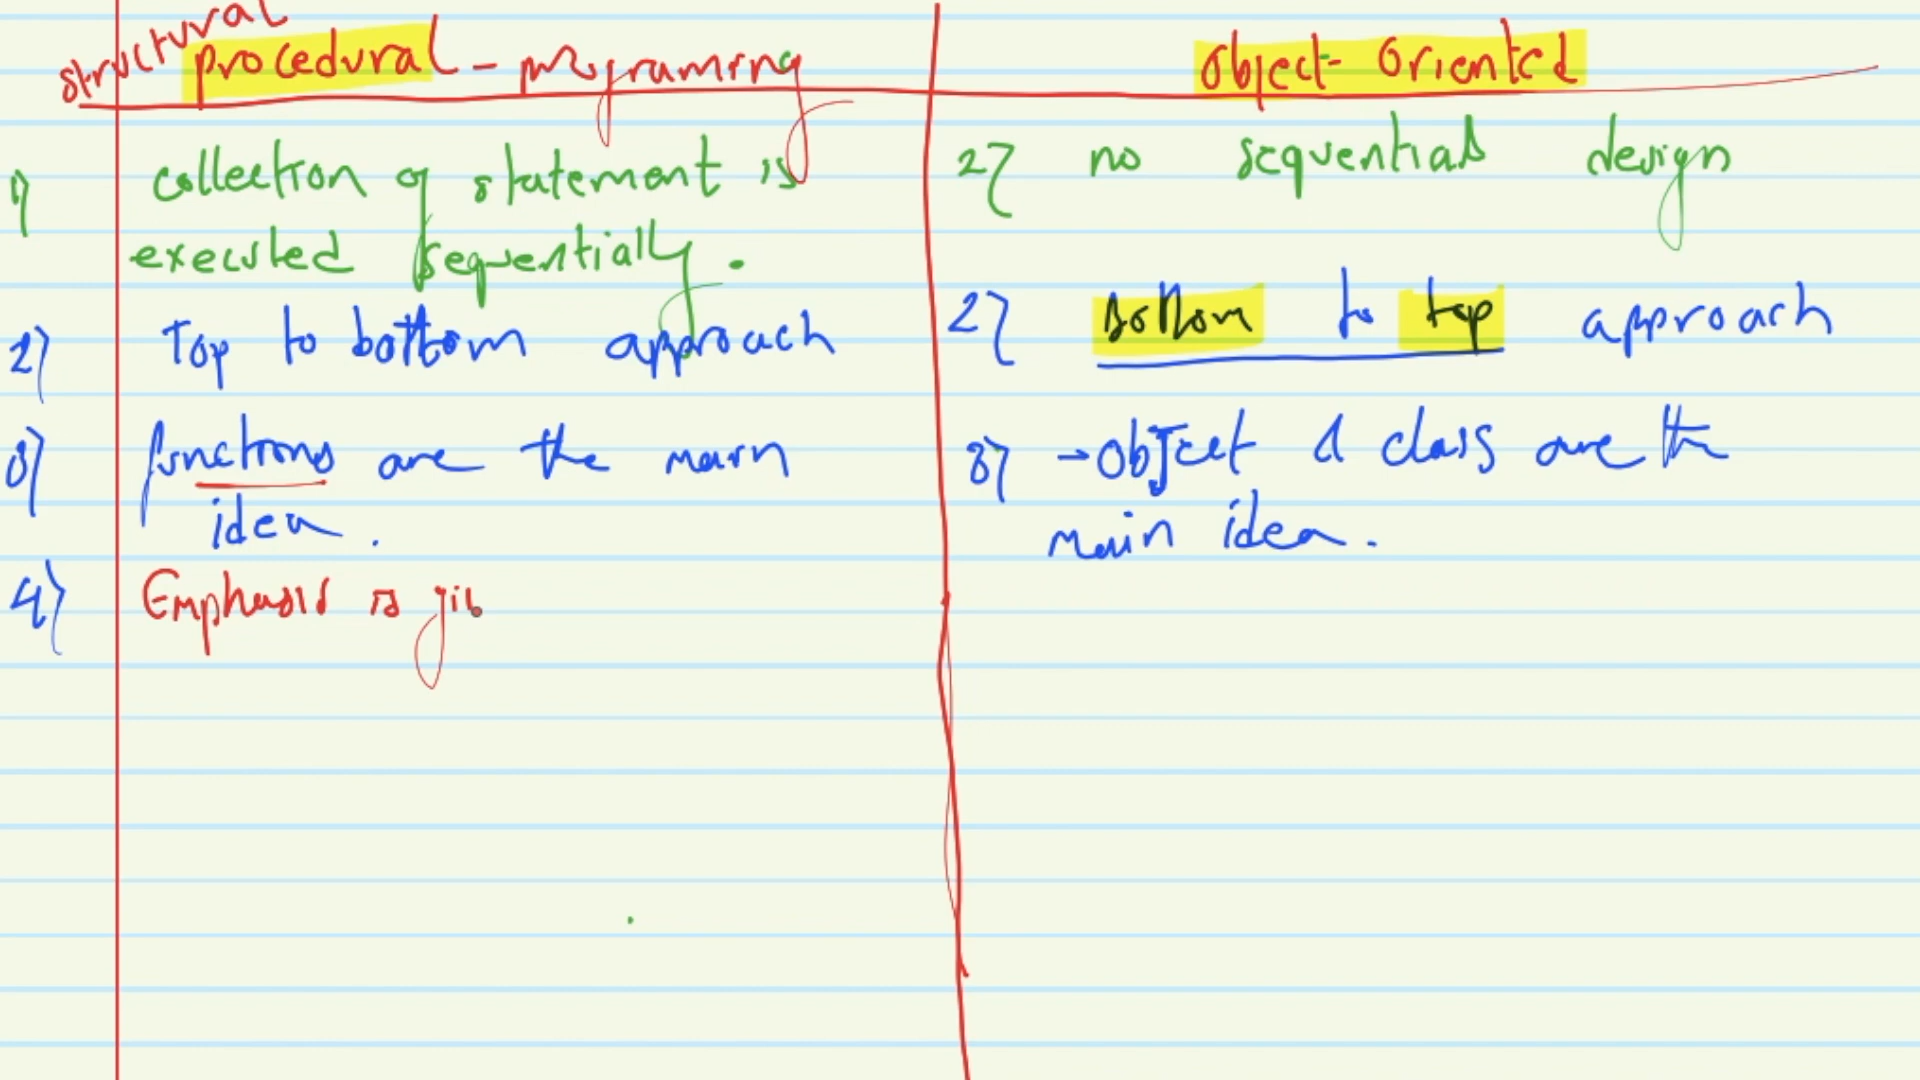 structural
procedural - programing
1) collection of statement is
executed sequentially.
2) Top to bottom approach
3) functions are the main
idea.
4) Emphasis is giv
Object-Oriented
2) no sequential design
2) Bottom to top approach
3) → Object & class are the
main idea.